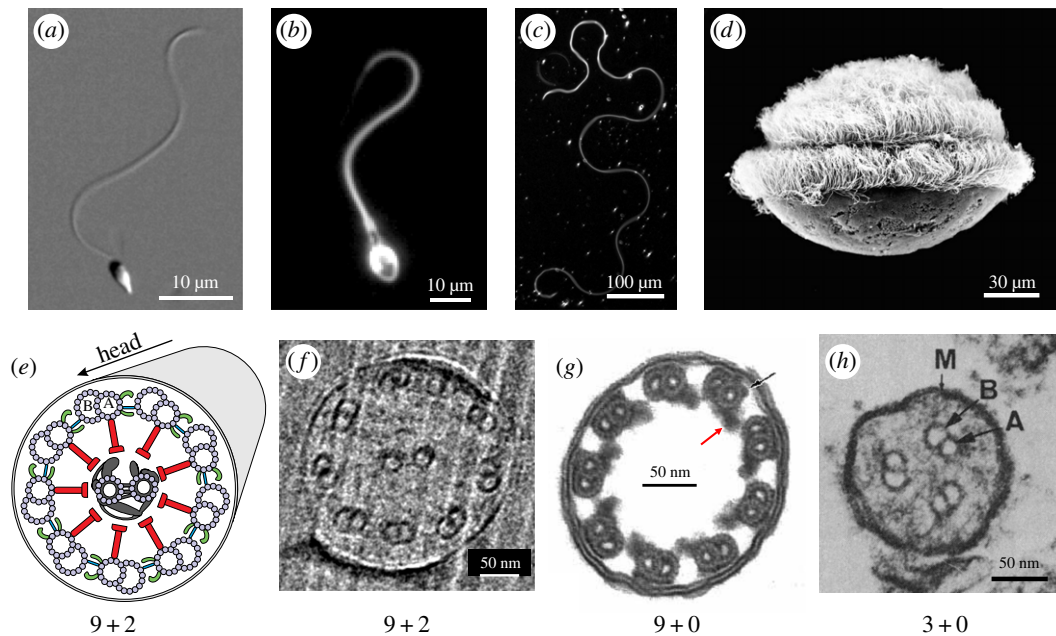 (a)
10 µm
(b)
10 µm
(c)
100 µm
(d)
30 µm
(e)
head
B
A
9 + 2
(f)
50 nm
9 + 2
(g)
50 nm
9 + 0
(h)
M
B
A
50 nm
3 + 0